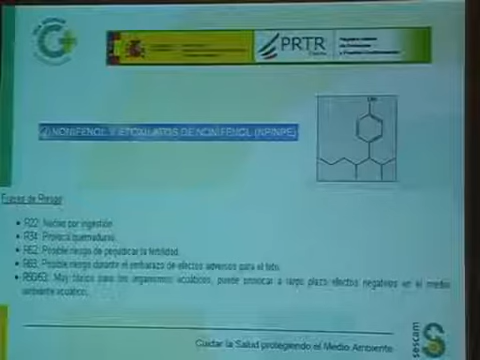 PRTR
NONIFENOL Y ETOXILATOS DE NONIFENOL (NP/NPE)
Frases de Riesgo
R22: Nocivo por ingestión
R34: Provoca quemaduras.
R62: Posible riesgo de perjudicar la fertilidad.
R63: Posible riesgo durante el embarazo de efectos adversos para el feto.
R50/53: Muy tóxico para los organismos acuáticos, puede provocar a largo plazo efectos negativos en el medio
ambiente acuático.
Cuidar la Salud protegiendo el Medio Ambiente
sescam